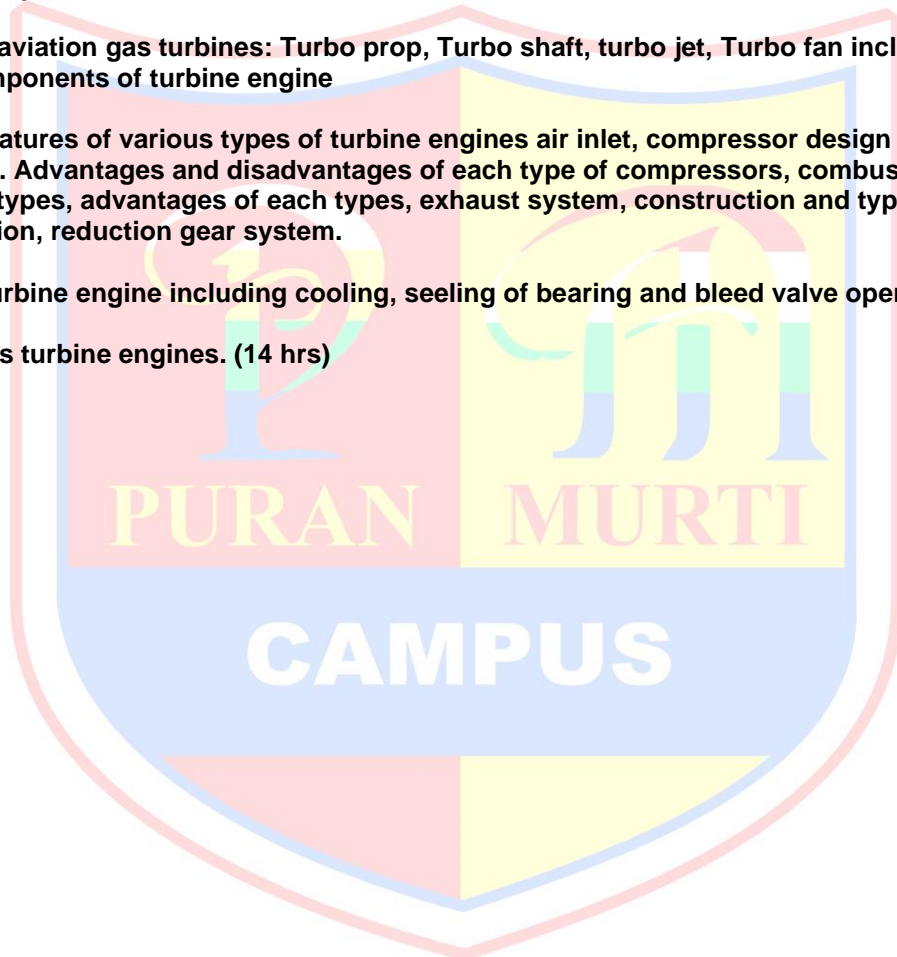 aviation gas turbines: Turbo prop, Turbo shaft, turbo jet, Turbo fan incl
mponents of turbine engine
atures of various types of turbine engines air inlet, compressor design
. Advantages and disadvantages of each type of compressors, combus
types, advantages of each types, exhaust system, construction and typ
ion, reduction gear system.
urbine engine including cooling, seeling of bearing and bleed valve oper
s turbine engines. (14 hrs)
PURAN MURTI
CAMPUS